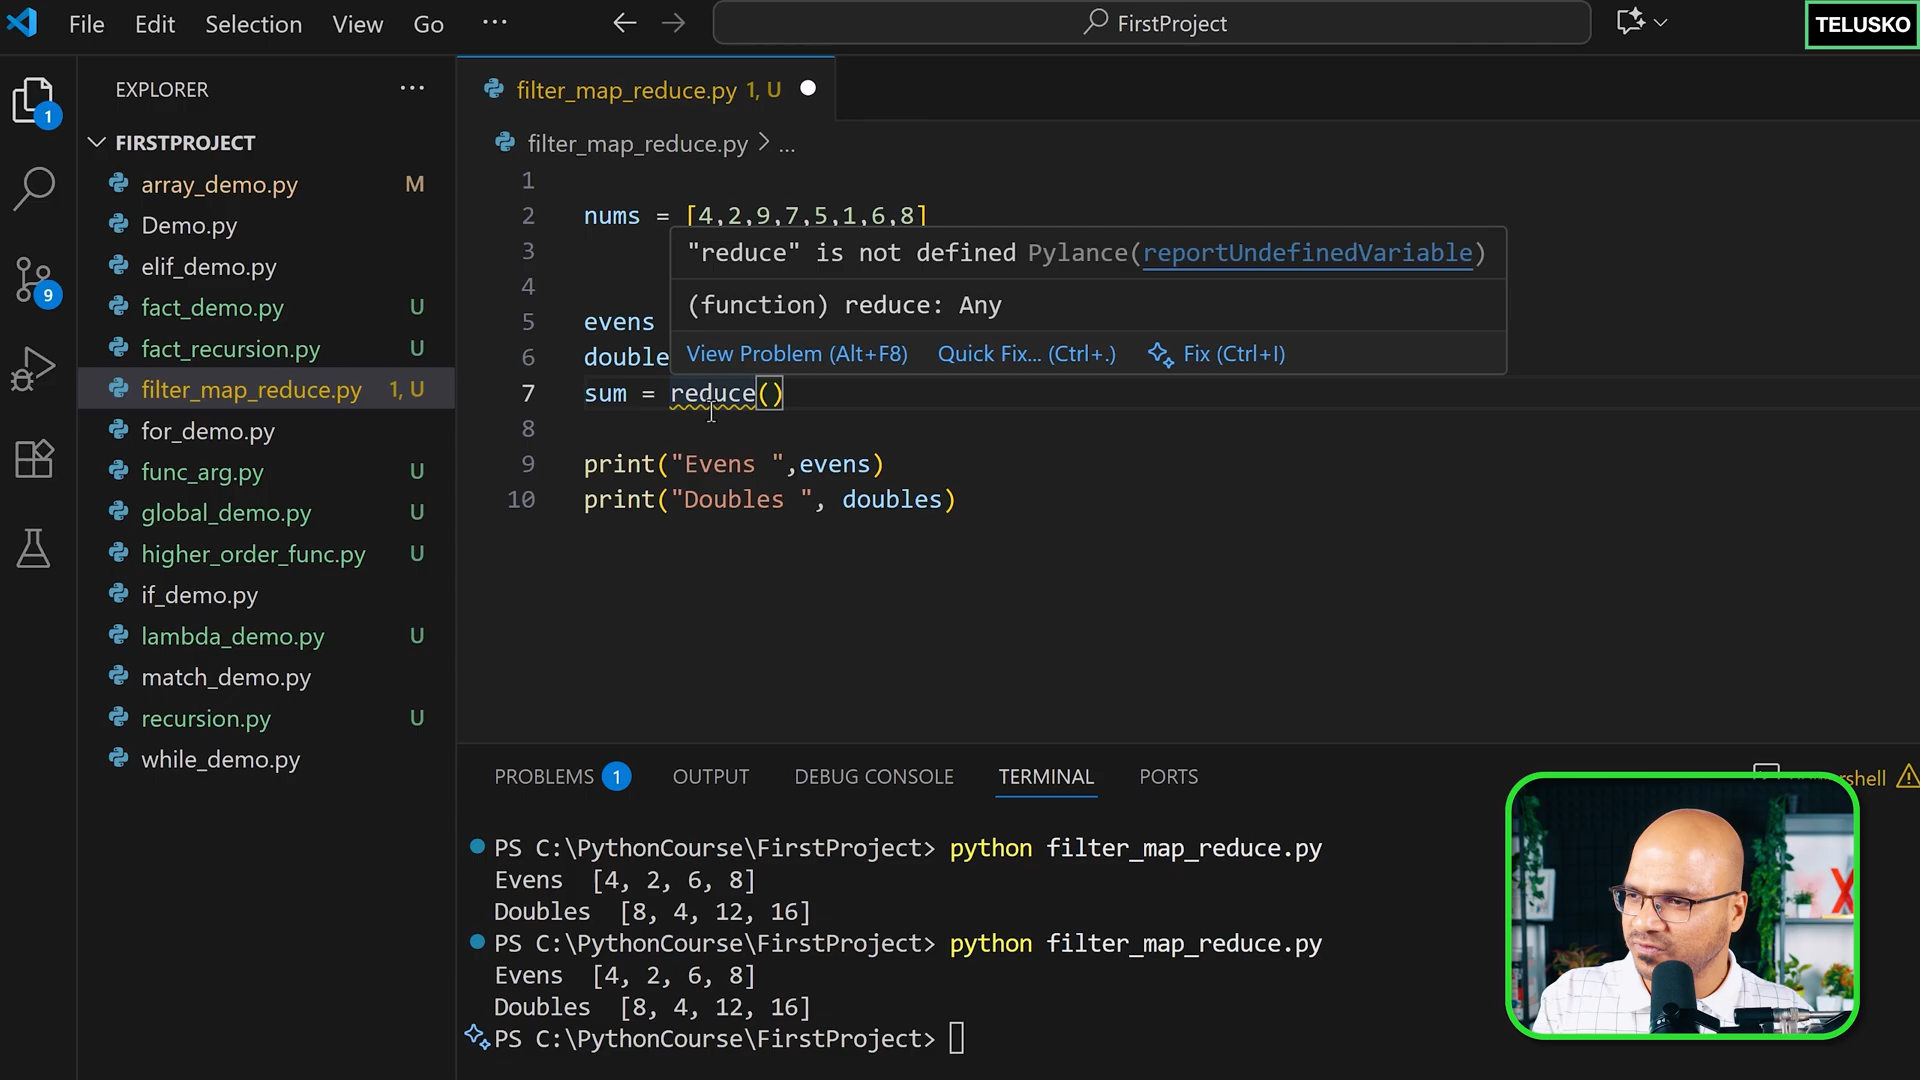 File Edit Selection View Go ... FirstProject TELUSKO
EXPLORER ...
FIRSTPROJECT
array_demo.py M
Demo.py
elif_demo.py
fact_demo.py U
fact_recursion.py U
filter_map_reduce.py 1, U
for_demo.py
func_arg.py U
global_demo.py U
higher_order_func.py U
if_demo.py
lambda_demo.py U
match_demo.py
recursion.py U
while_demo.py
1
9
filter_map_reduce.py 1, U
filter_map_reduce.py > ...
1
2 nums = [4,2,9,7,5,1,6,8]
3
4
5 evens
6 double
7 sum = reduce()
8
9 print("Evens ",evens)
10 print("Doubles ", doubles)
"reduce" is not defined Pylance(reportUndefinedVariable)
(function) reduce: Any
View Problem (Alt+F8) Quick Fix... (Ctrl+.) Fix (Ctrl+I)
PROBLEMS 1 OUTPUT DEBUG CONSOLE TERMINAL PORTS
PS C:\PythonCourse\FirstProject> python filter_map_reduce.py
Evens [4, 2, 6, 8]
Doubles [8, 4, 12, 16]
PS C:\PythonCourse\FirstProject> python filter_map_reduce.py
Evens [4, 2, 6, 8]
Doubles [8, 4, 12, 16]
PS C:\PythonCourse\FirstProject>